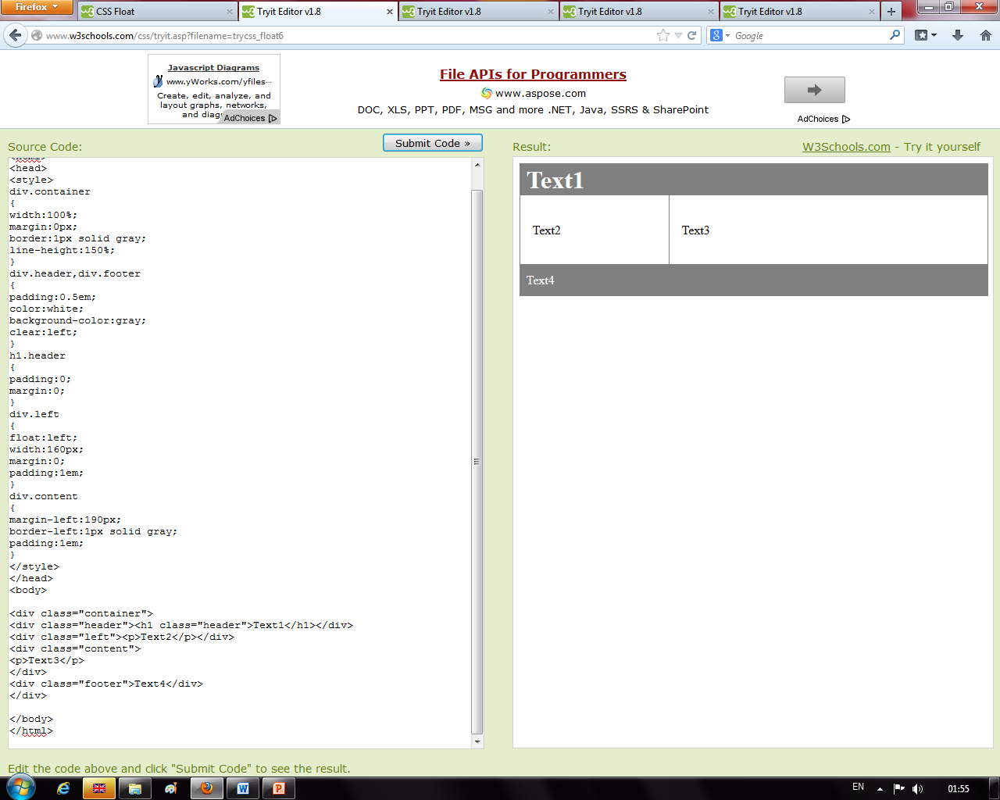 Firefox
CSS Float
Tryit Editor v1.8
Tryit Editor v1.8
Tryit Editor v1.8
Tryit Editor v1.8
www.w3schools.com/css/tryit.asp?filename=trycss_float6
Google
Javascript Diagrams
www.yWorks.com/yfiles···
Create, edit, analyze, and
layout graphs, networks,
AdChoices
File APIs for Programmers
www.aspose.com
DOC, XLS, PPT, PDF, MSG and more .NET, Java, SSRS & SharePoint
AdChoices
Source Code:
Submit Code »
Result:
W3Schools.com - Try it yourself
<html>
<head>
<style>
div.container
{
width:100%;
margin:0px;
border:1px solid gray;
line-height:150%;
}
div.header,div.footer
{
padding:0.5em;
color:white;
background-color:gray;
clear:left;
}
h1.header
{
padding:0;
margin:0;
}
div.left
{
float:left;
width:160px;
margin:0;
padding:1em;
}
div.content
{
margin-left:190px;
border-left:1px solid gray;
padding:1em;
}
</style>
</head>
<body>
<div class="container">
<div class="header"><h1 class="header">Text1</h1></div>
<div class="left"><p>Text2</p></div>
<div class="content">
<p>Text3</p>
</div>
<div class="footer">Text4</div>
</div>
</body>
</html>
Text1
Text2
Text3
Text4
Edit the code above and click "Submit Code" to see the result.
EN
01:55